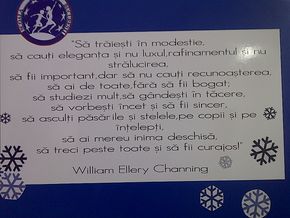 "Să trăiești în modestie,
să cauți eleganța și nu luxul,rafinamentul și nu
strălucirea,
să fii important,dar să nu cauți recunoașterea,
să ai de toate,fără să fii bogat;
să studiezi mult,să gândești în tăcere,
să vorbești încet și să fii sincer,
să asculți păsările și stelele,pe copii și pe
înțelepți,
să ai mereu inima deschisă,
să treci peste toate și să fii curajos!"
William Ellery Channing